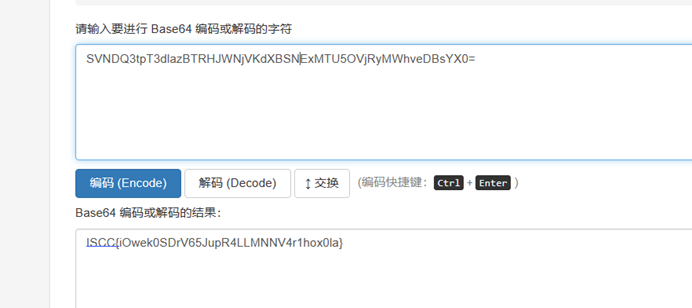 请输入要进行 Base64 编码或解码的字符
SVNDQ3tpT3dlazBTRHJWNjVKdXBSNExMTU5OVjRyMWhveDBsYX0=
编码 (Encode) 解码 (Decode) ↕ 交换 (编码快捷键: Ctrl + Enter )
Base64 编码或解码的结果:
ISCC{iOwek0SDrV65JupR4LLMNNV4r1hox0la}